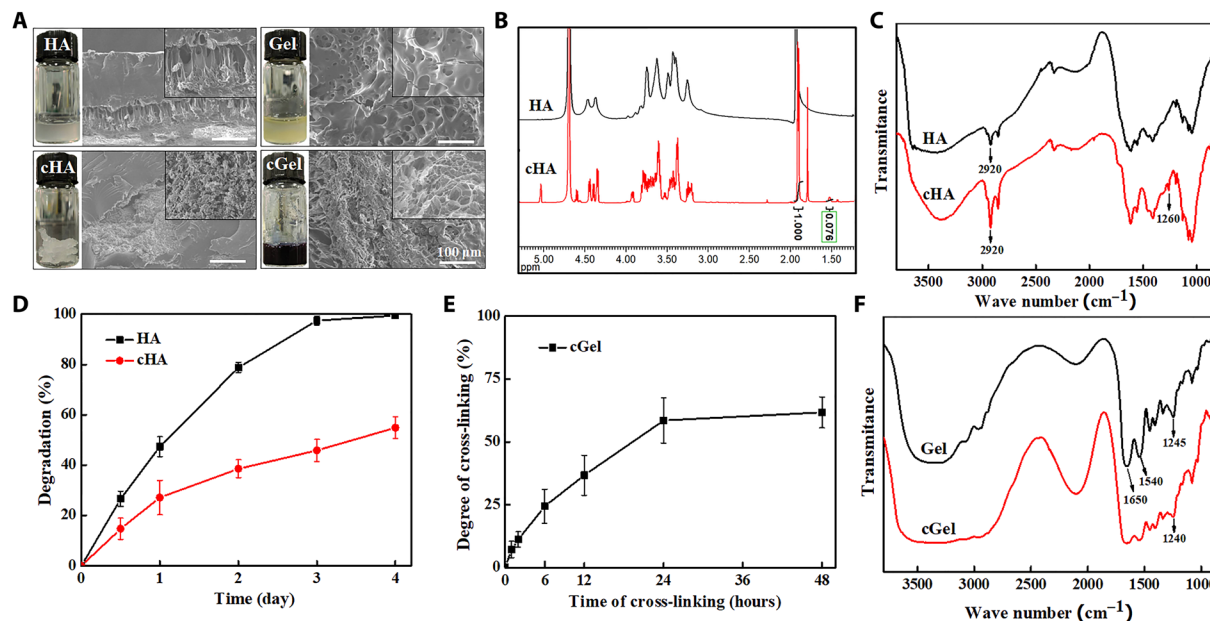 A
HA
Gel
cHA
cGel
100 μm
B
HA
cHA
1.000
0.076
5.00 4.50 4.00 3.50 3.00 2.50 2.00 1.50
ppm
C
Transmitance
HA
2920
cHA
1260
2920
3500 3000 2500 2000 1500 1000
Wave number (cm⁻¹)
D
Degradation (%)
100
80
60
40
20
0
HA
cHA
0 1 2 3 4
Time (day)
E
Degree of cross-linking (%)
100
75
50
25
0
cGel
0 6 12 24 36 48
Time of cross-linking (hours)
F
Transmitance
Gel
1245
1540
1650
cGel
1240
3500 3000 2500 2000 1500 1000
Wave number (cm⁻¹)